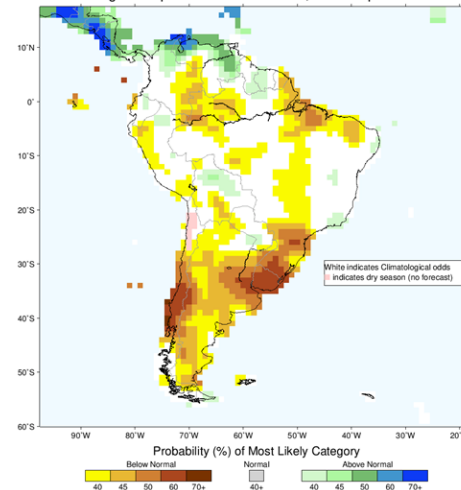 10°N
0°
10°S
20°S
30°S
White indicates Climatological odds
indicates dry season (no forecast)
40°S
50°S
60°S
90°W 80°W 70°W 60°W 50°W 40°W 30°W 20°
Probability (%) of Most Likely Category
Below Normal Normal Above Normal
40 45 50 60 70+ 40+ 40 45 50 60 70+